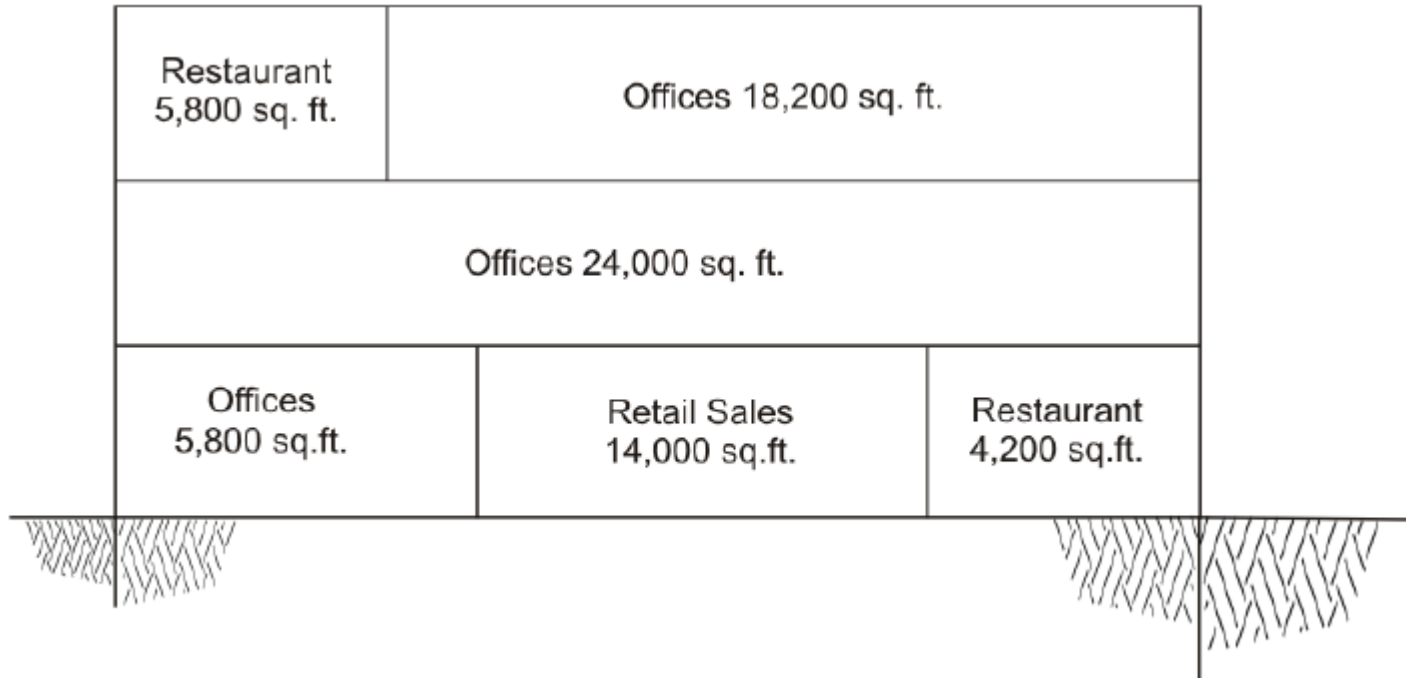 Restaurant
5,800 sq. ft.
Offices 18,200 sq. ft.
Offices 24,000 sq. ft.
Offices
5,800 sq.ft.
Retail Sales
14,000 sq.ft.
Restaurant
4,200 sq.ft.